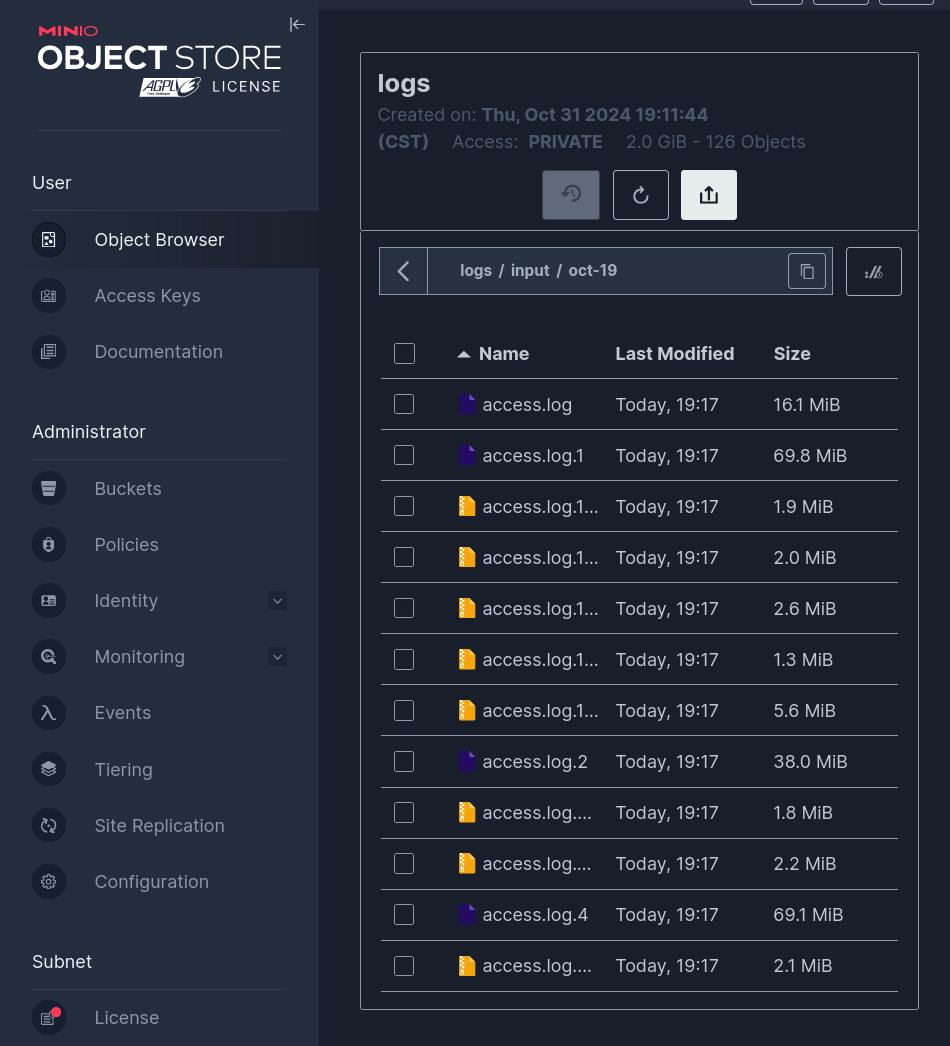 MINIO
OBJECT STORE
AGPL v3 LICENSE
Free Software
User
Object Browser
Access Keys
Documentation
Administrator
Buckets
Policies
Identity
Monitoring
Events
Tiering
Site Replication
Configuration
Subnet
License
logs
Created on: Thu, Oct 31 2024 19:11:44
(CST) Access: PRIVATE 2.0 GiB - 126 Objects
logs / input / oct-19
Name Last Modified Size
access.log Today, 19:17 16.1 MiB
access.log.1 Today, 19:17 69.8 MiB
access.log.1... Today, 19:17 1.9 MiB
access.log.1... Today, 19:17 2.0 MiB
access.log.1... Today, 19:17 2.6 MiB
access.log.1... Today, 19:17 1.3 MiB
access.log.1... Today, 19:17 5.6 MiB
access.log.2 Today, 19:17 38.0 MiB
access.log.... Today, 19:17 1.8 MiB
access.log.... Today, 19:17 2.2 MiB
access.log.4 Today, 19:17 69.1 MiB
access.log.... Today, 19:17 2.1 MiB